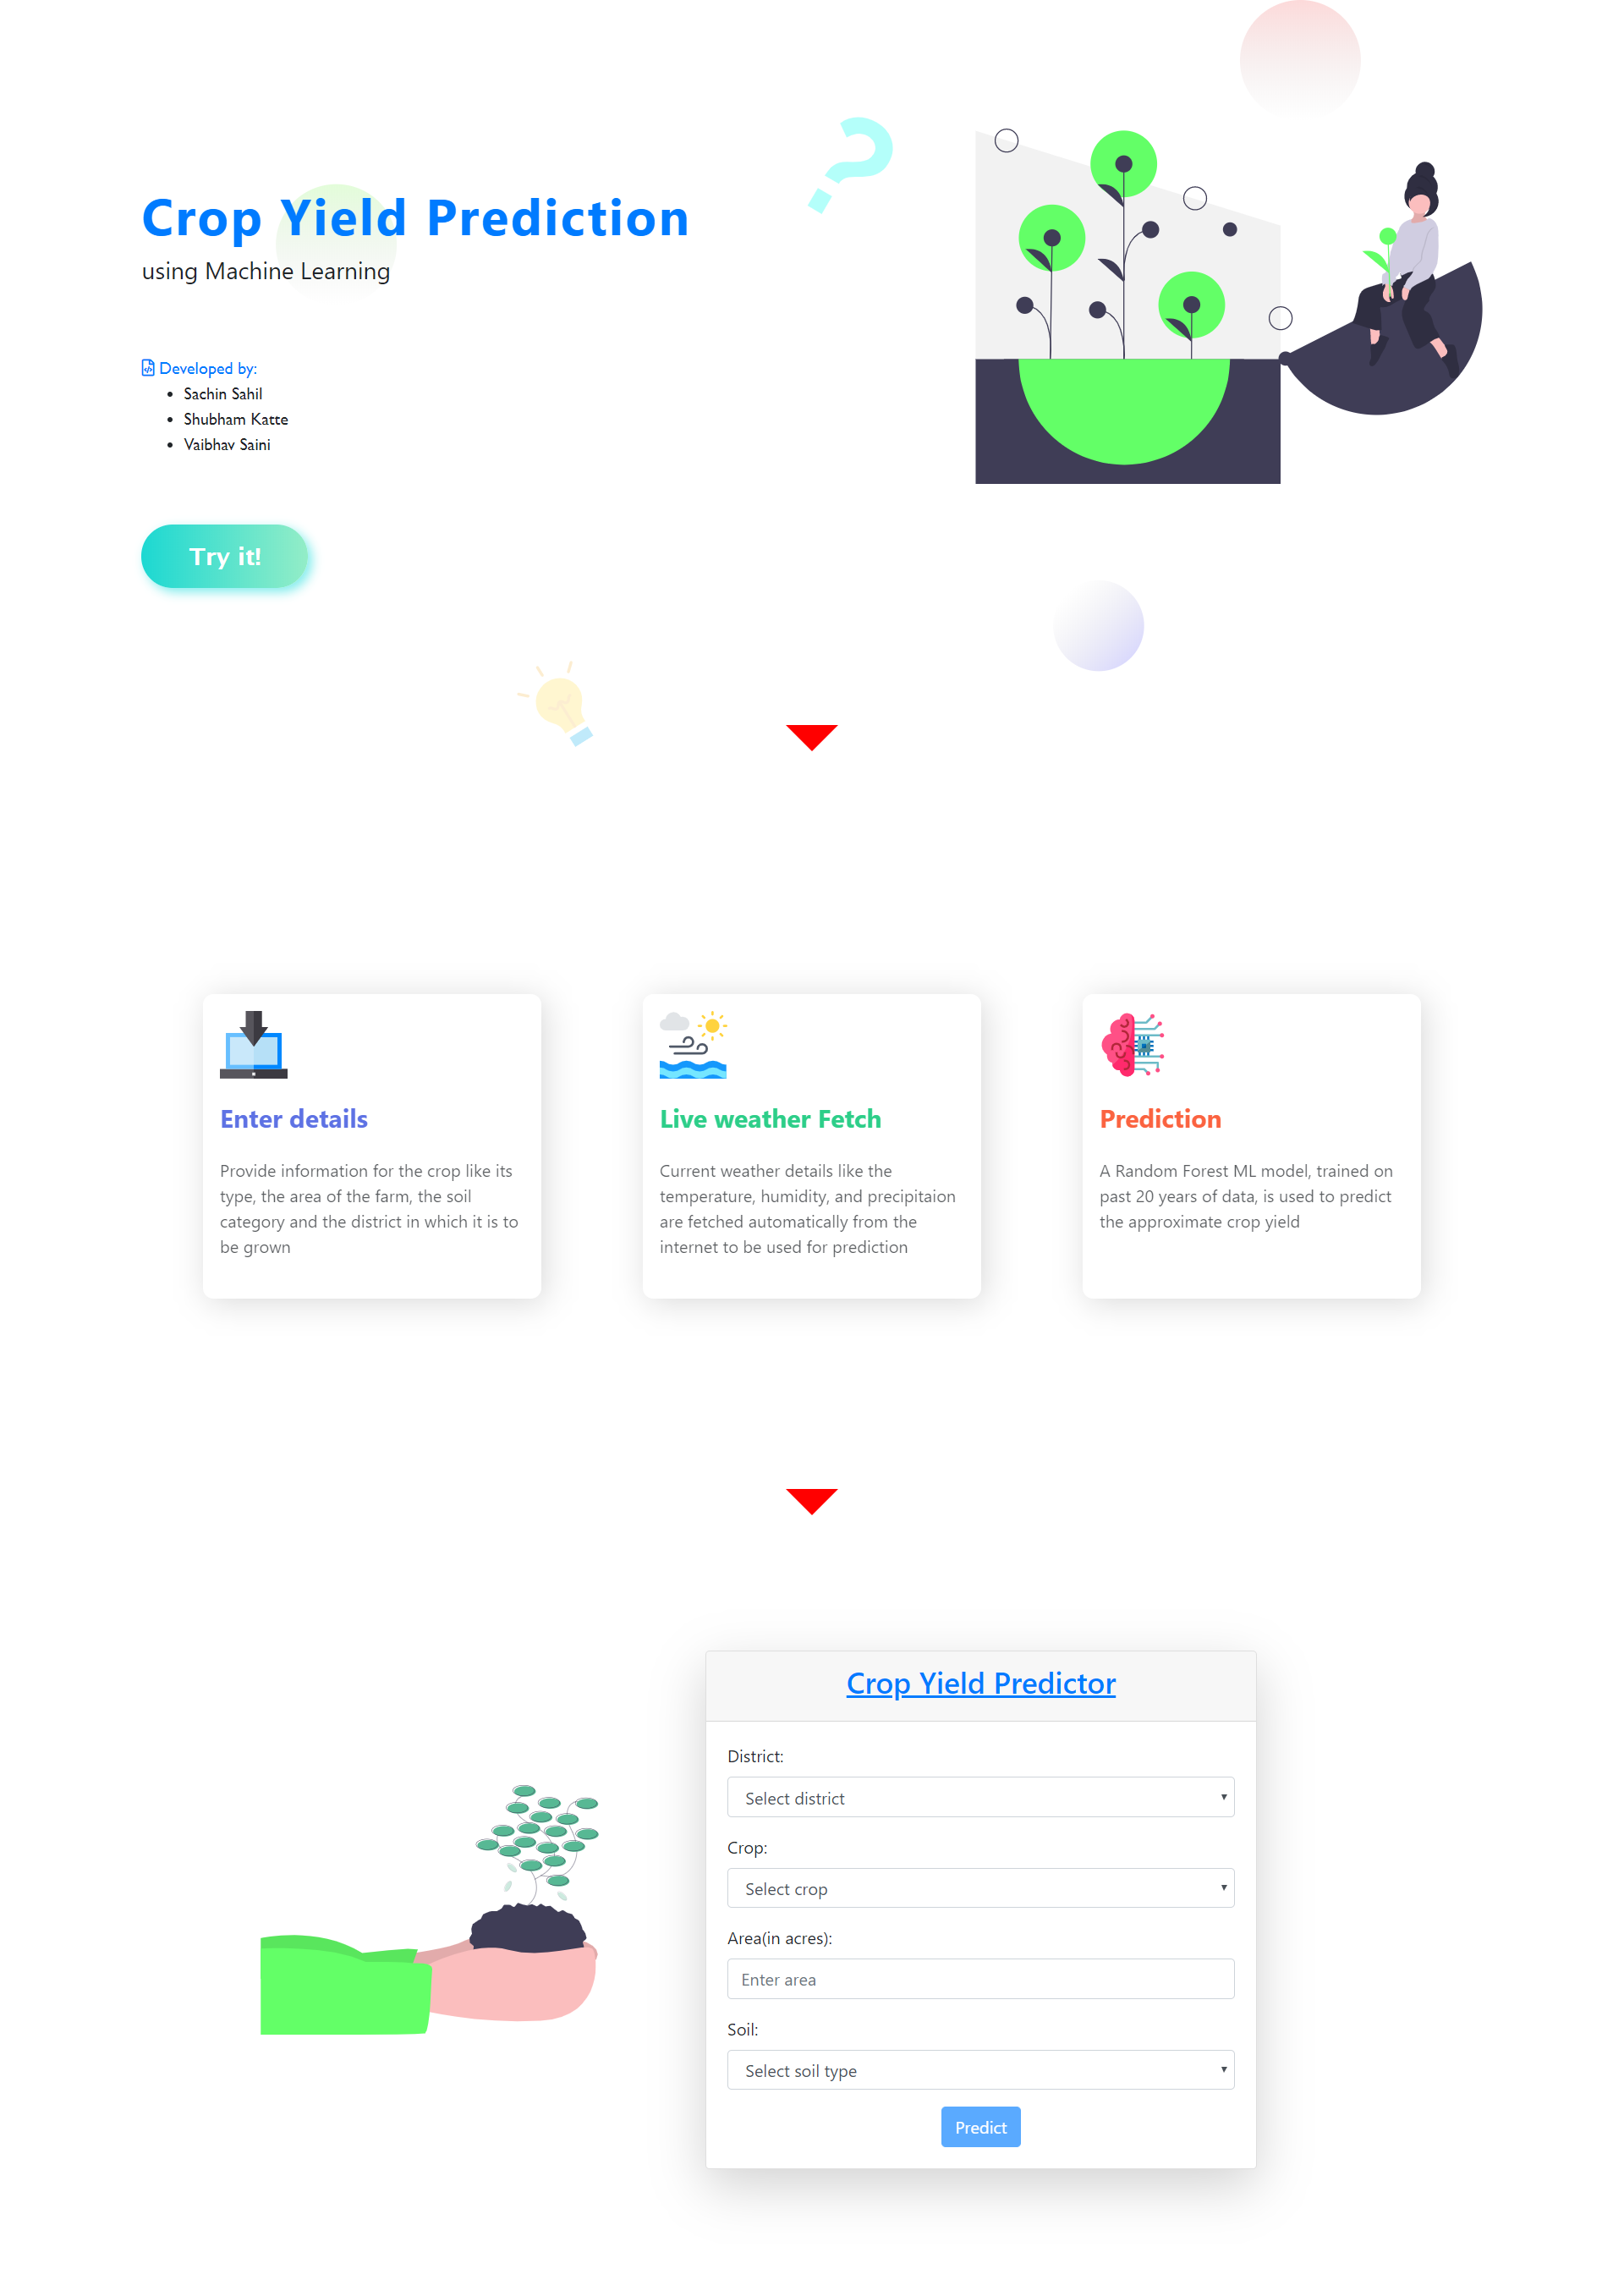 Crop Yield Prediction
using Machine Learning
Developed by:
Sachin Sahil
Shubham Katte
Vaibhav Saini
Try it!
Enter details
Provide information for the crop like its
type, the area of the farm, the soil
category and the district in which it is to
be grown
Live weather Fetch
Current weather details like the
temperature, humidity, and precipitaion
are fetched automatically from the
internet to be used for prediction
Prediction
A Random Forest ML model, trained on
past 20 years of data, is used to predict
the approximate crop yield
Crop Yield Predictor
District:
Select district
Crop:
Select crop
Area(in acres):
Enter area
Soil:
Select soil type
Predict